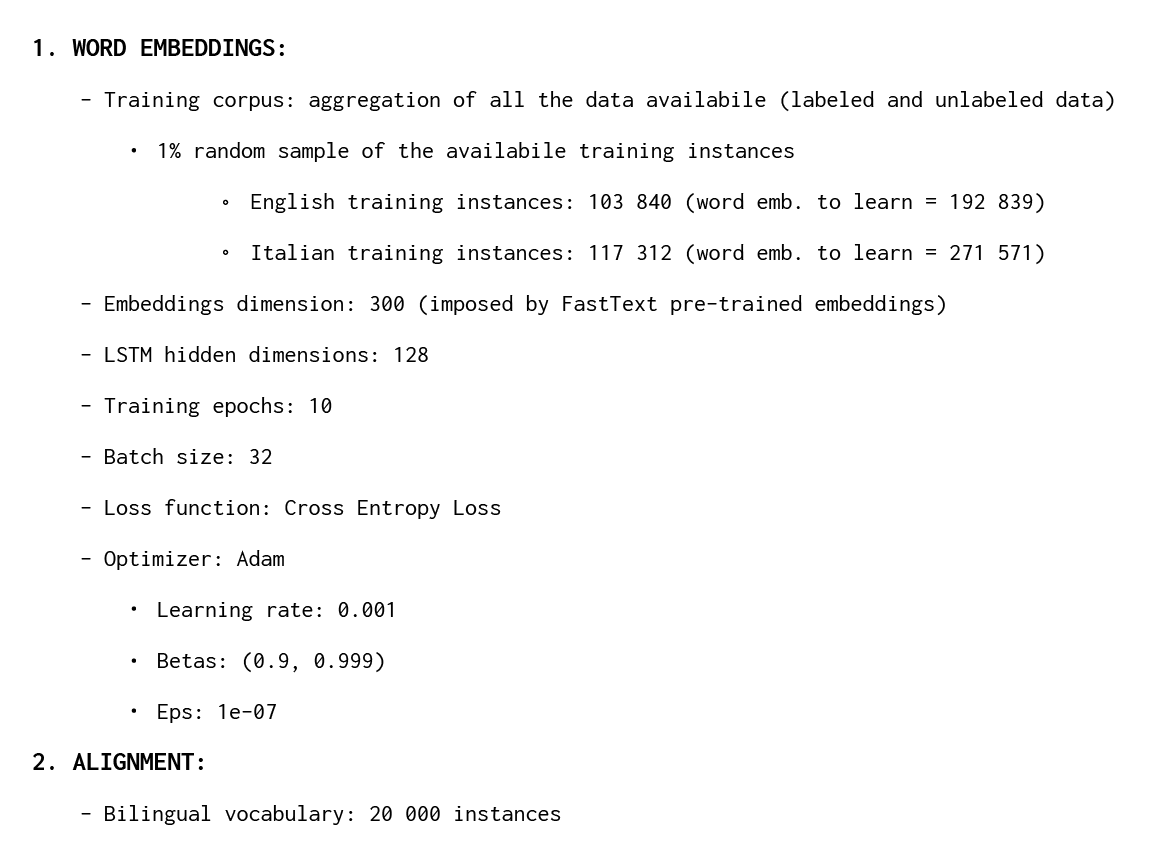 1. WORD EMBEDDINGS:
- Training corpus: aggregation of all the data availabile (labeled and unlabeled data)
• 1% random sample of the availabile training instances
◦ English training instances: 103 840 (word emb. to learn = 192 839)
◦ Italian training instances: 117 312 (word emb. to learn = 271 571)
- Embeddings dimension: 300 (imposed by FastText pre-trained embeddings)
- LSTM hidden dimensions: 128
- Training epochs: 10
- Batch size: 32
- Loss function: Cross Entropy Loss
- Optimizer: Adam
• Learning rate: 0.001
• Betas: (0.9, 0.999)
• Eps: 1e-07
2. ALIGNMENT:
- Bilingual vocabulary: 20 000 instances